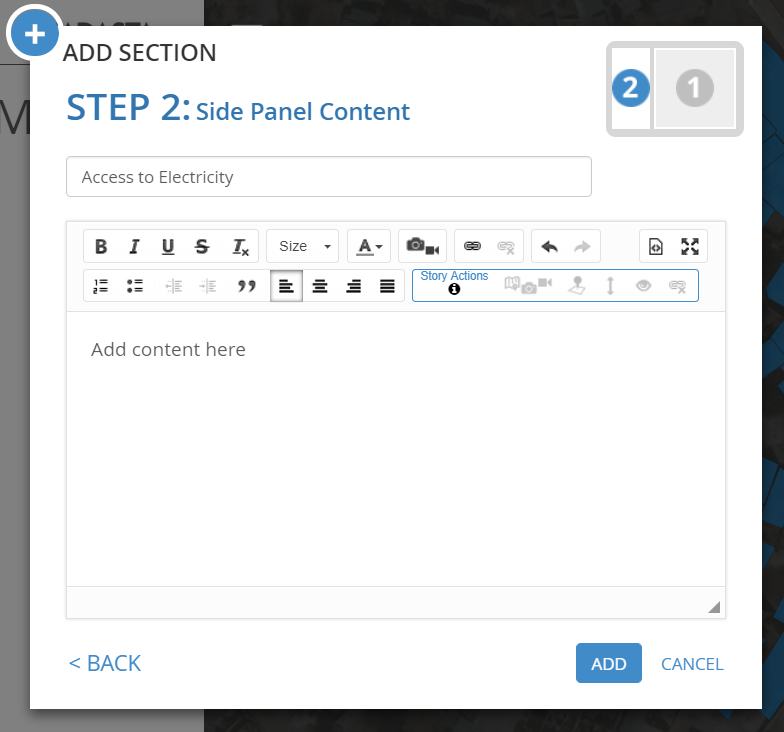 ADD SECTION
STEP 2: Side Panel Content
2 1
Access to Electricity
B I U S Tx Size A
Story Actions
Add content here
< BACK
ADD CANCEL